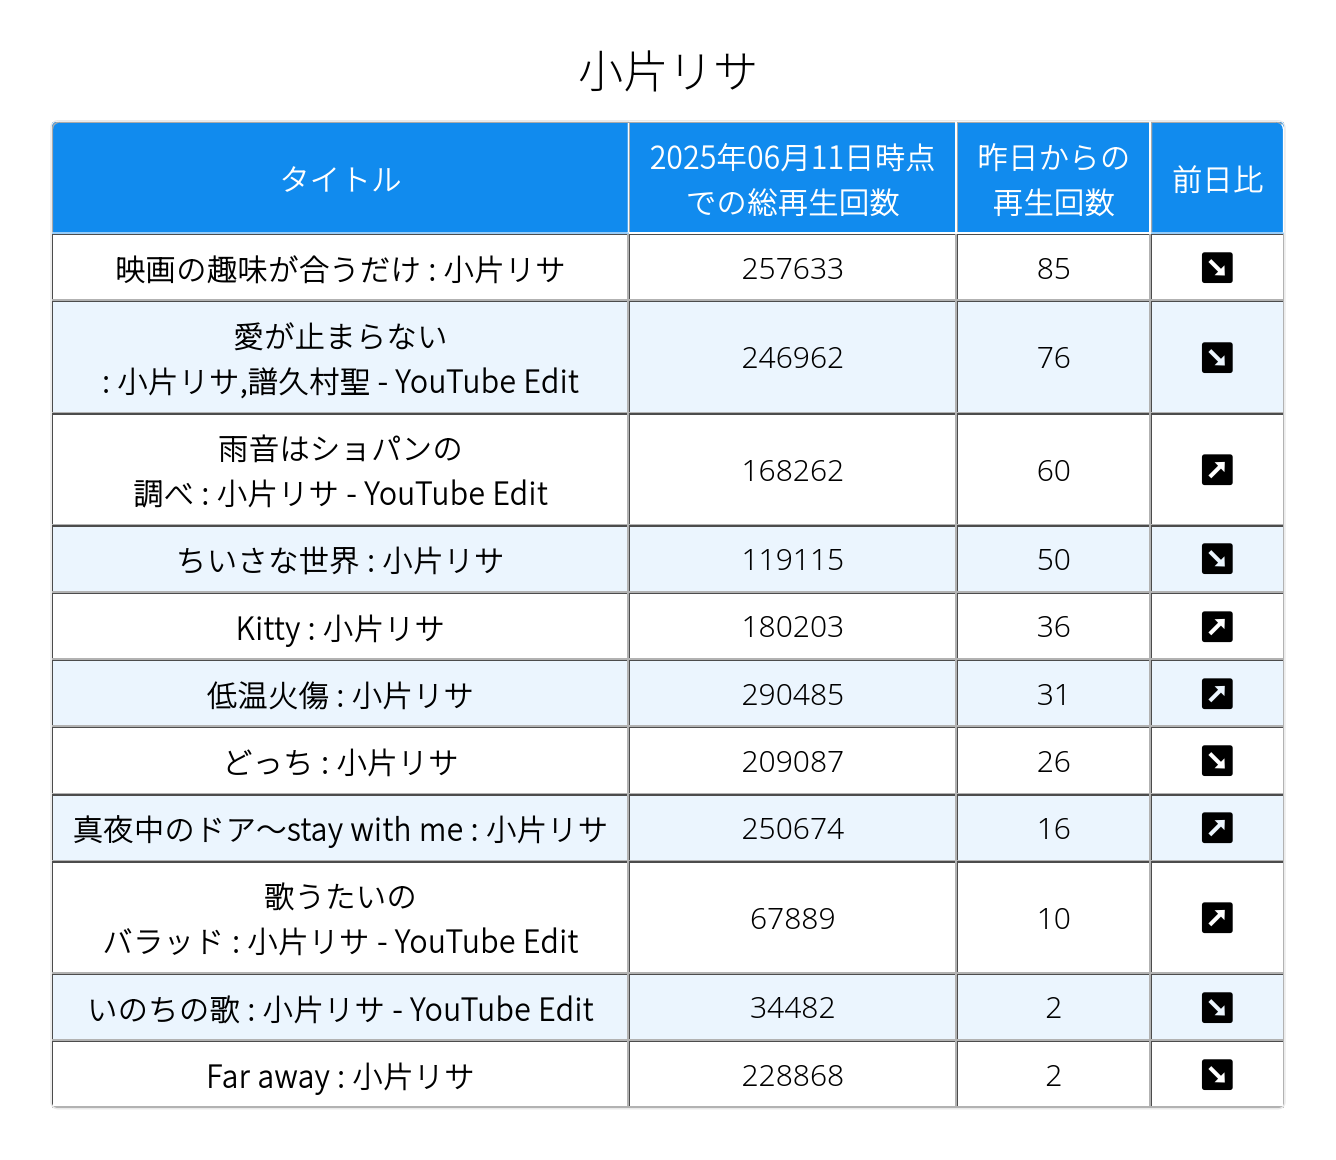 小片リサ
タイトル
2025年06月11日時点
での総再生回数
昨日からの
再生回数
前日比
映画の趣味が合うだけ : 小片リサ
257633
85
↘
愛が止まらない
: 小片リサ,譜久村聖 - YouTube Edit
246962
76
↘
雨音はショパンの
調べ : 小片リサ - YouTube Edit
168262
60
↗
ちいさな世界 : 小片リサ
119115
50
↘
Kitty : 小片リサ
180203
36
↗
低温火傷 : 小片リサ
290485
31
↗
どっち : 小片リサ
209087
26
↘
真夜中のドア〜stay with me : 小片リサ
250674
16
↗
歌うたいの
バラッド : 小片リサ - YouTube Edit
67889
10
↗
いのちの歌 : 小片リサ - YouTube Edit
34482
2
↘
Far away : 小片リサ
228868
2
↘